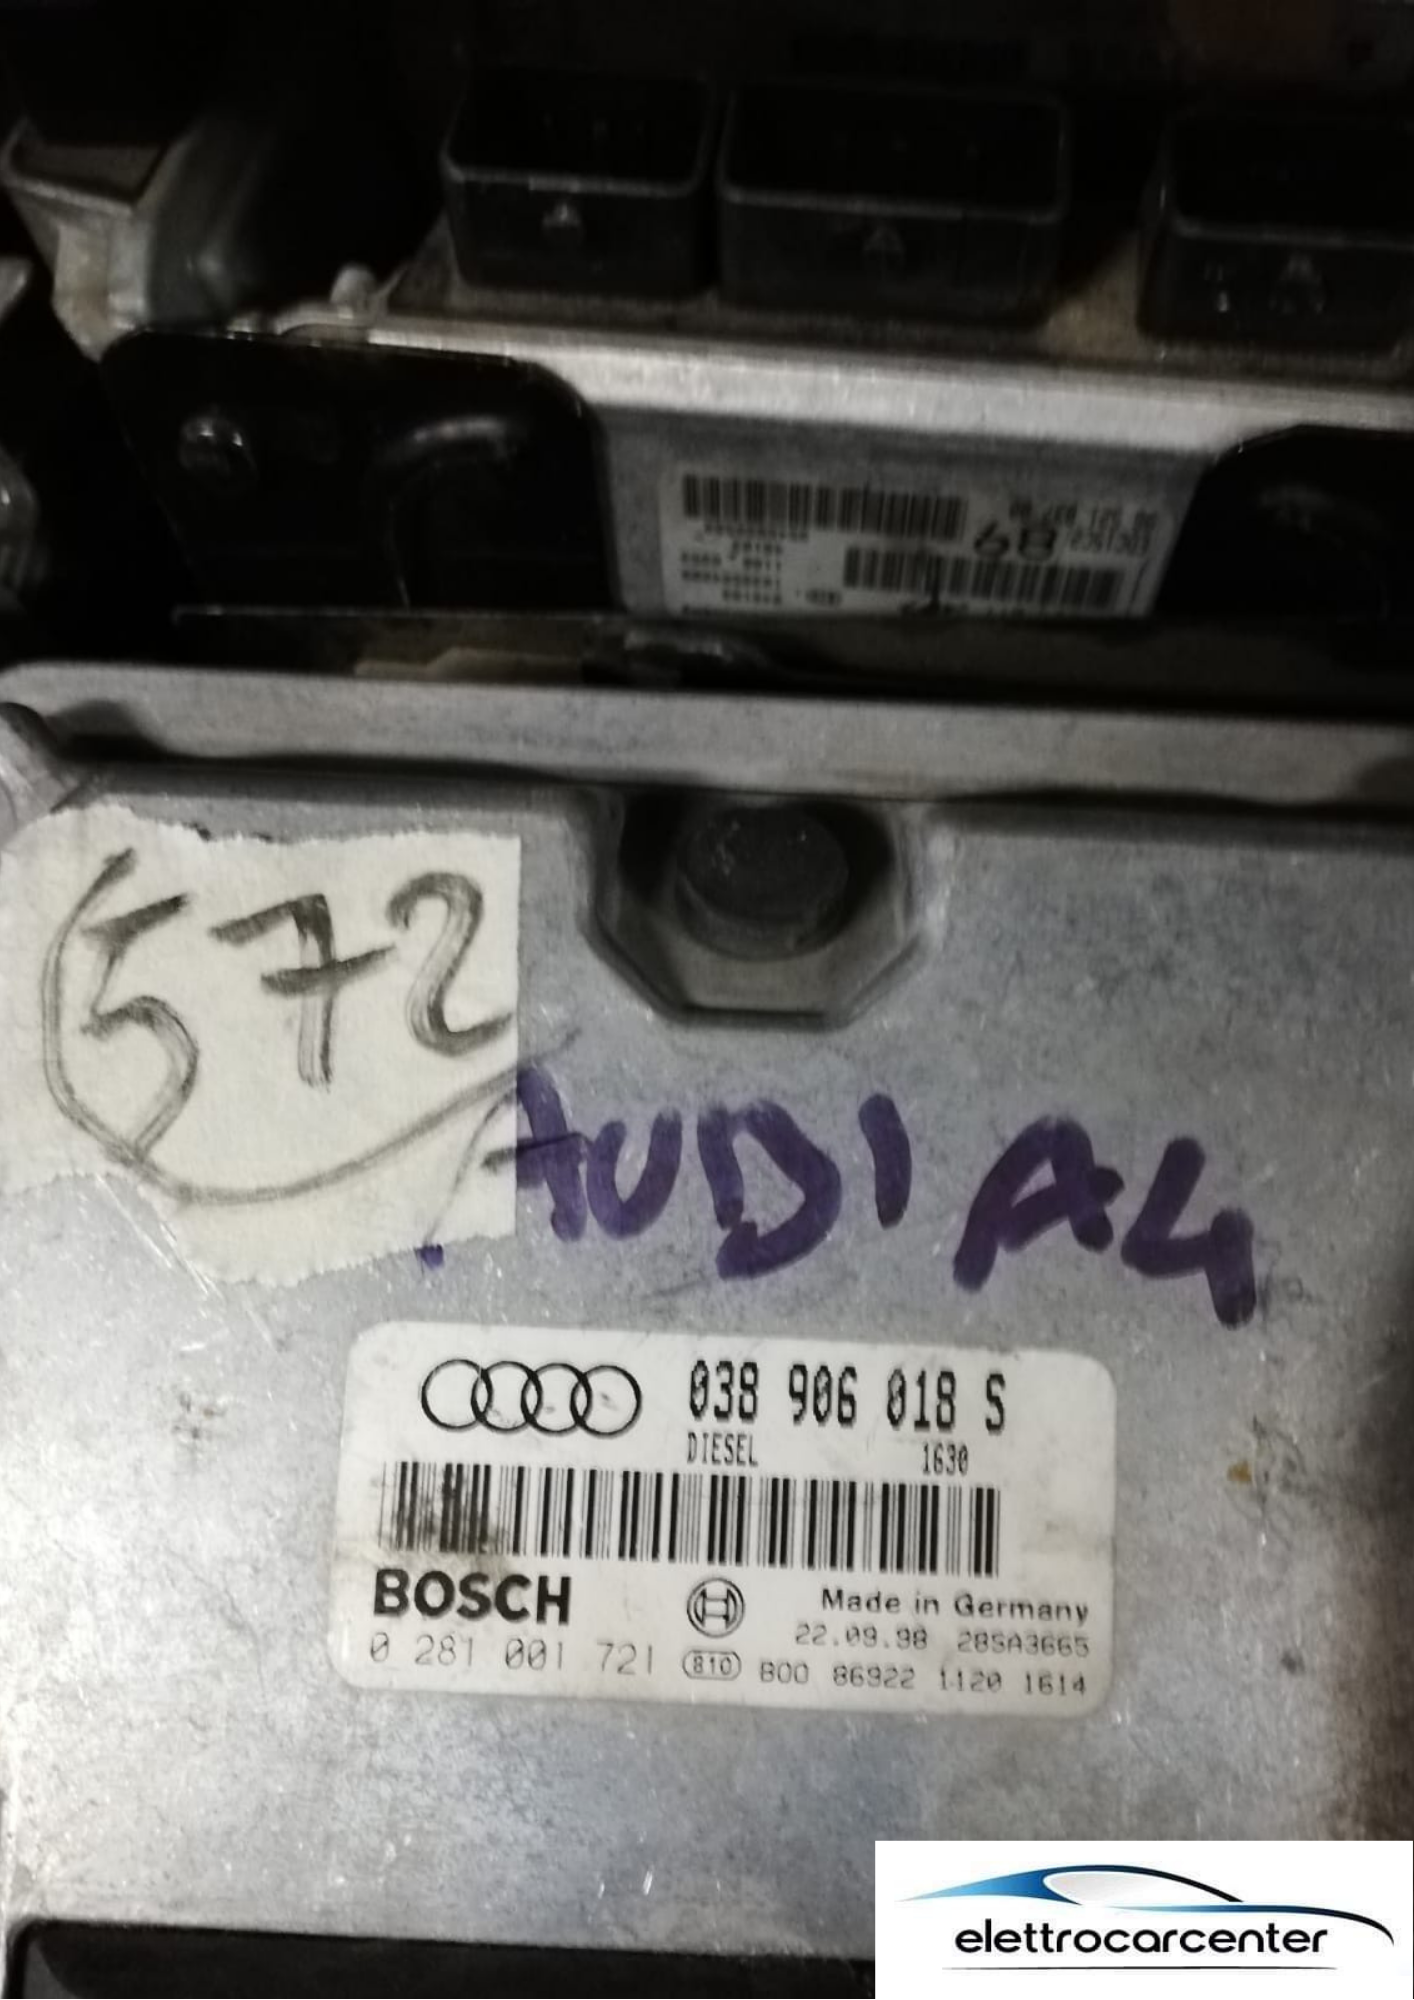 68
572
AUDI A4
038 906 018 S
DIESEL 1630
BOSCH
Made in Germany
22.09.98 28SA3665
0 281 001 721 810 800 86922 1120 1614
elettrocarcenter